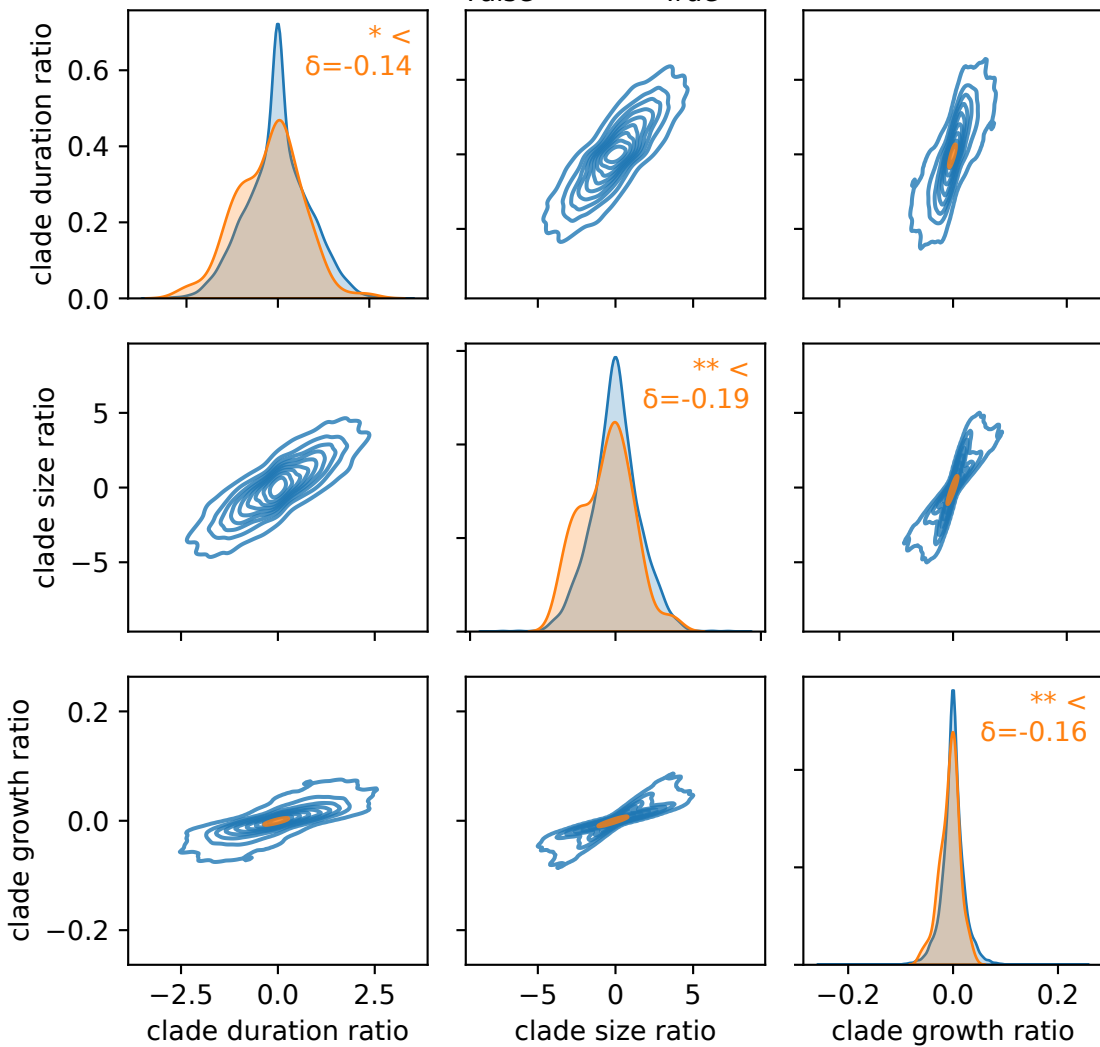 clade duration ratio
0.6
0.4
0.2
0.0
* <
δ=-0.14
clade size ratio
5
0
−5
** <
δ=-0.19
clade growth ratio
0.2
0.0
−0.2
** <
δ=-0.16
−2.5 0.0 2.5
clade duration ratio
−5 0 5
clade size ratio
−0.2 0.0 0.2
clade growth ratio